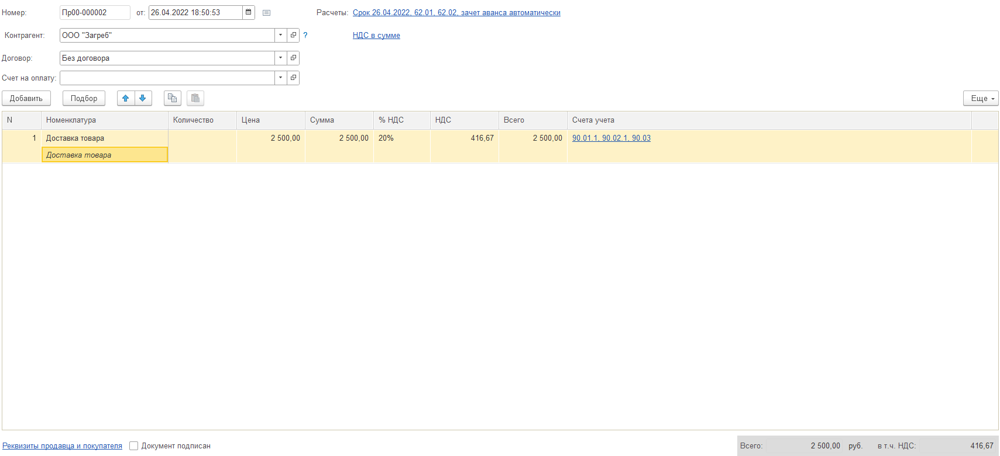 Номер: Пр00-000002 от: 26.04.2022 18:50:53 Расчеты: Срок 26.04.2022, 62.01, 62.02, зачет аванса автоматически
Контрагент: ООО "Загреб" ? НДС в сумме
Договор: Без договора
Счет на оплату:
Добавить Подбор Еще
N Номенклатура Количество Цена Сумма % НДС НДС Всего Счета учета
1 Доставка товара 2 500,00 2 500,00 20% 416,67 2 500,00 90.01.1, 90.02.1, 90.03
Доставка товара
Реквизиты продавца и покупателя Документ подписан Всего: 2 500,00 руб. в т.ч. НДС: 416,67